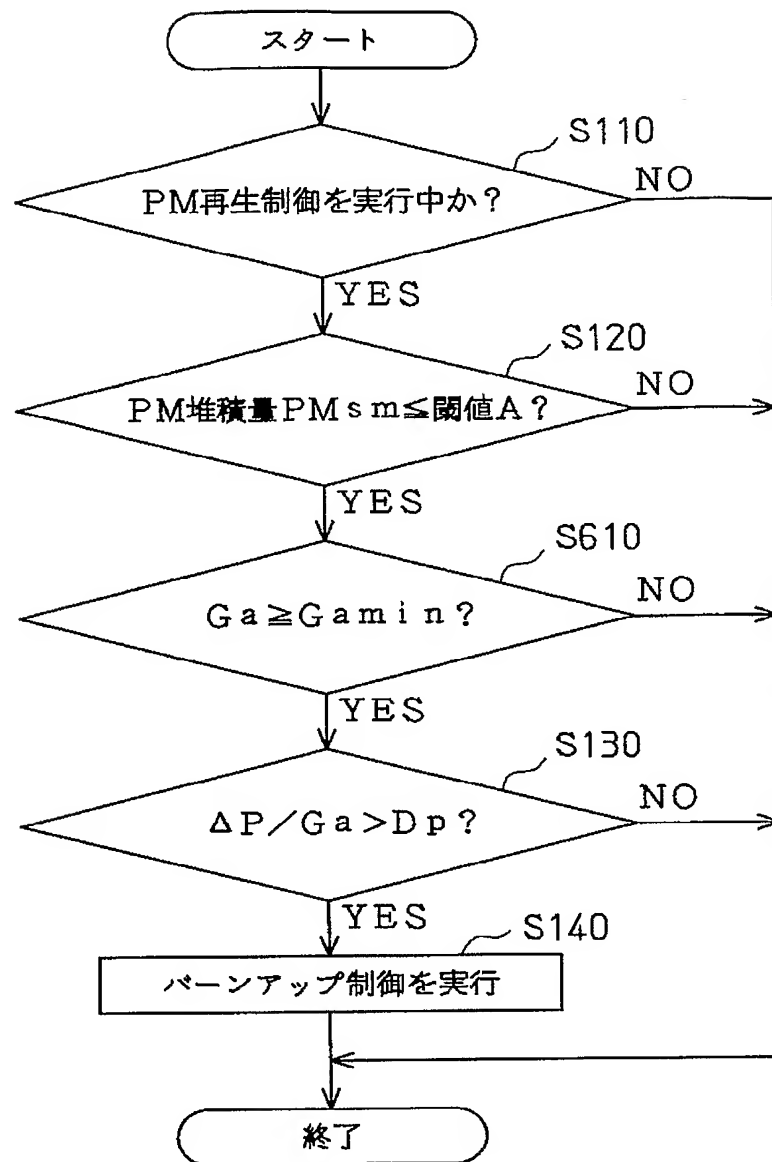 スタート
S110
PM再生制御を実行中か?
NO
YES
S120
PM堆積量PMsm≦閾値A?
NO
YES
S610
Ga≧Gamin?
NO
YES
S130
ΔP/Ga>Dp?
NO
YES
S140
バーンアップ制御を実行
終了